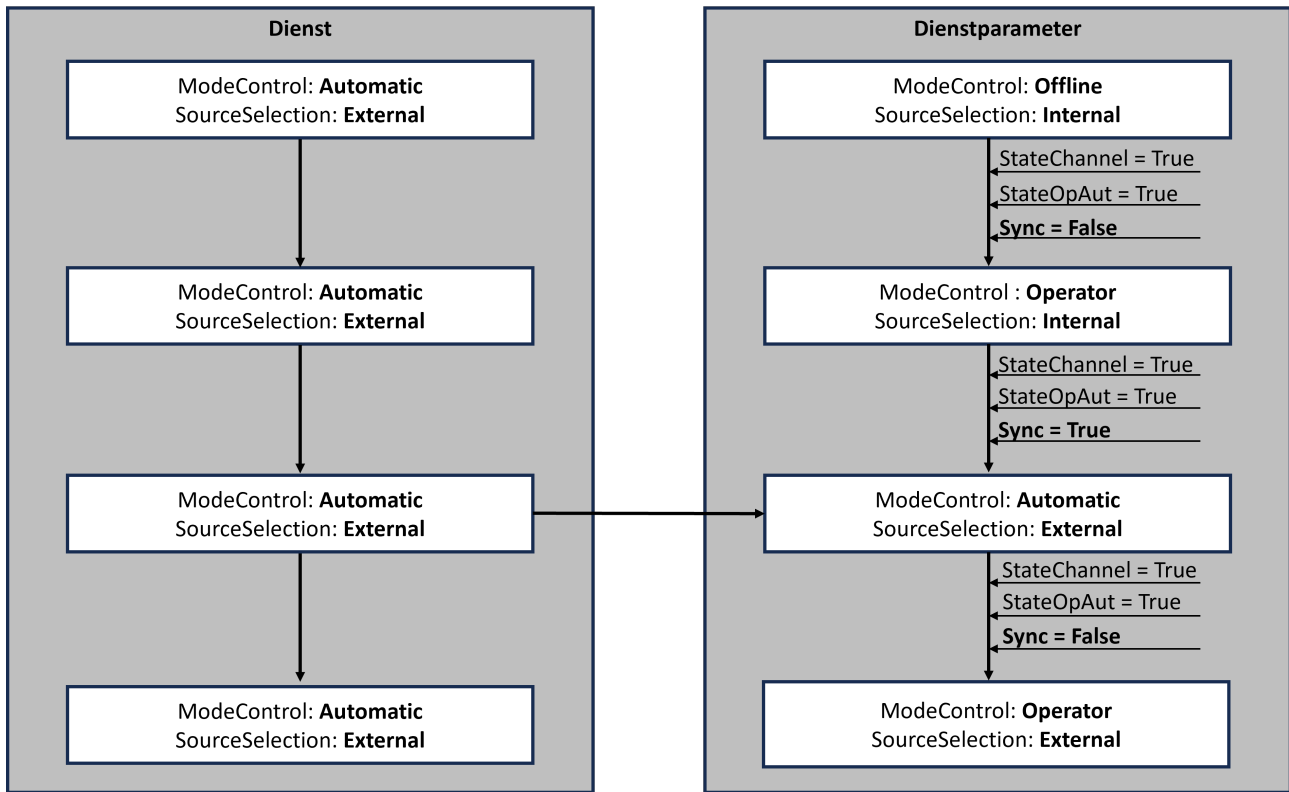 Dienst
ModeControl: Automatic
SourceSelection: External
ModeControl: Automatic
SourceSelection: External
ModeControl: Automatic
SourceSelection: External
ModeControl: Automatic
SourceSelection: External
Dienstparameter
ModeControl: Offline
SourceSelection: Internal
StateChannel = True
StateOpAut = True
Sync = False
ModeControl : Operator
SourceSelection: Internal
StateChannel = True
StateOpAut = True
Sync = True
ModeControl: Automatic
SourceSelection: External
StateChannel = True
StateOpAut = True
Sync = False
ModeControl: Operator
SourceSelection: External